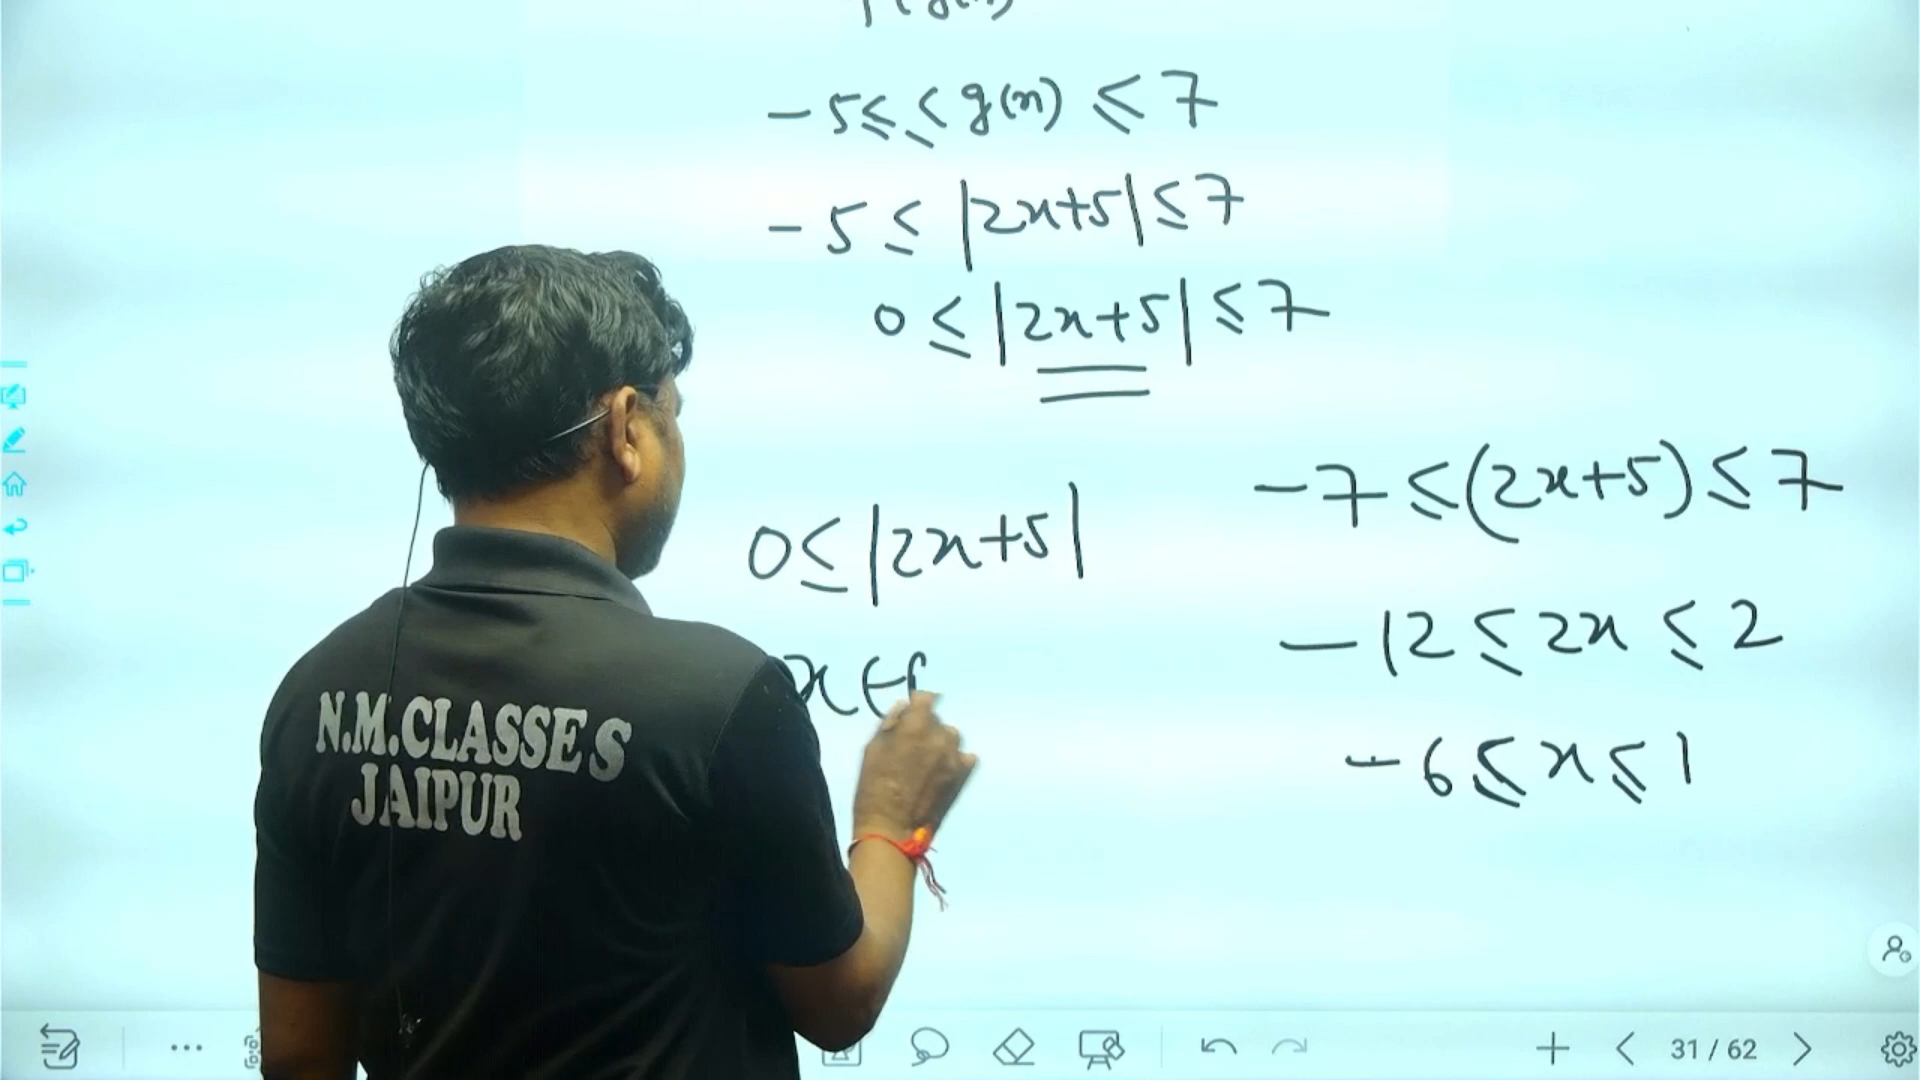 -5≤≤g(x)≤7
-5≤|2x+5|≤7
0≤|2x+5|≤7
0≤|2x+5|
x∈
-7≤(2x+5)≤7
-12≤2x≤2
-6≤x≤1
N.M.CLASSES
JAIPUR
31/62